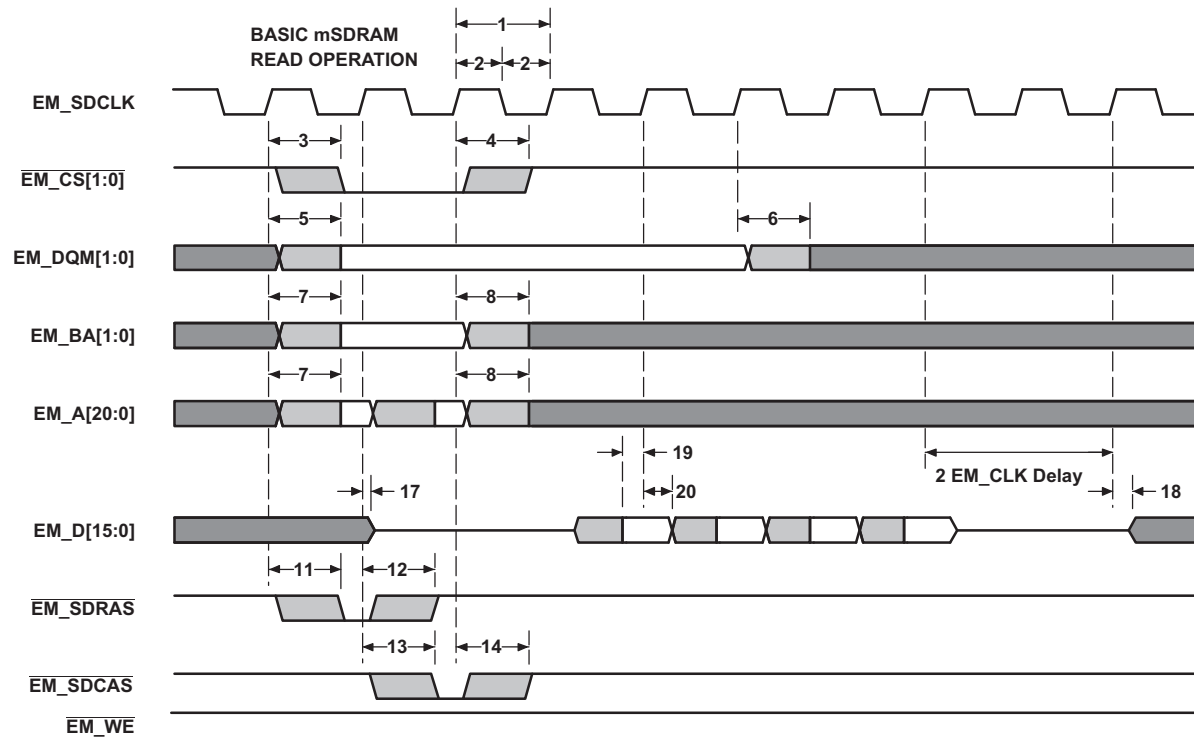 1
BASIC mSDRAM
READ OPERATION
2 2
EM_SDCLK
3 4
EM_CS[1:0]
5 6
EM_DQM[1:0]
7 8
EM_BA[1:0]
7 8
EM_A[20:0]
19
2 EM_CLK Delay
17 20 18
EM_D[15:0]
11 12
EM_SDRAS
13 14
EM_SDCAS
EM_WE